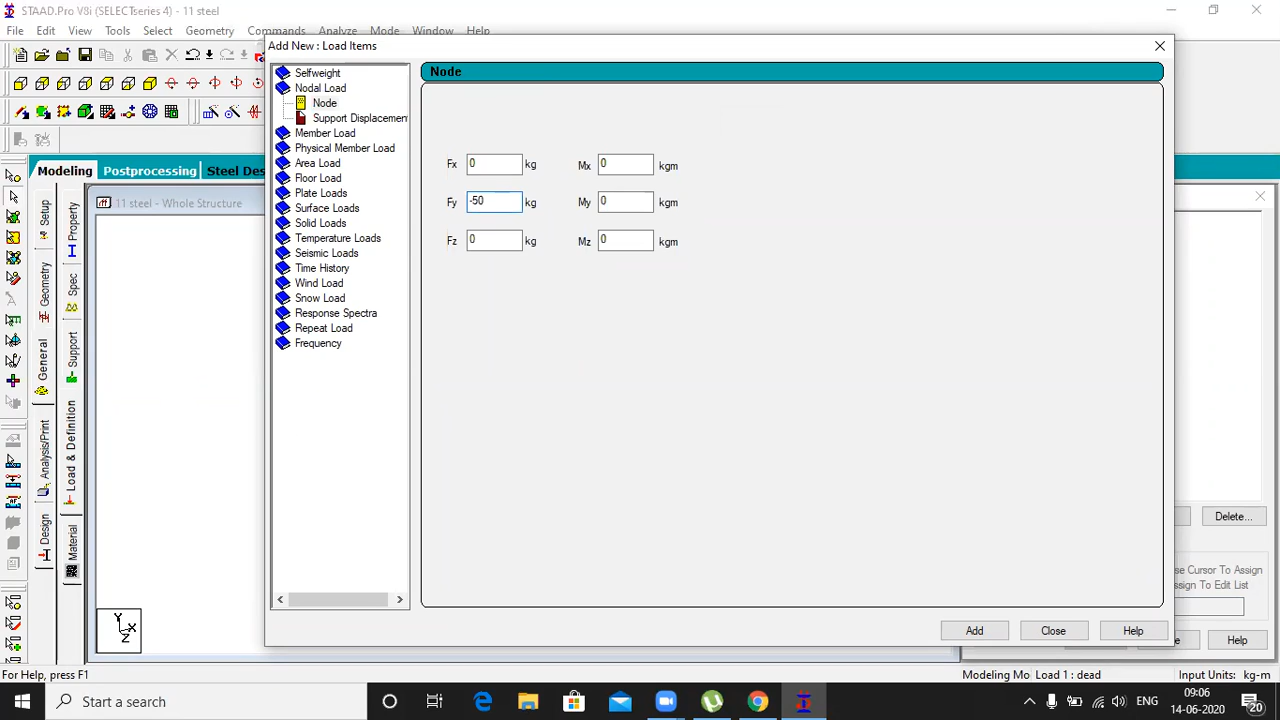 STAAD.Pro V8i (SELECTseries 4) - 11 steel
File Edit View Tools Select Geometry Commands Analyze Mode Window Help
Add New : Load Items
Selfweight
Nodal Load
Node
Support Displacemen
Member Load
Physical Member Load
Area Load
Floor Load
Plate Loads
Surface Loads
Solid Loads
Temperature Loads
Seismic Loads
Time History
Wind Load
Snow Load
Response Spectra
Repeat Load
Frequency
Node
Fx 0 kg Mx 0 kgm
Fy -50 kg My 0 kgm
Fz 0 kg Mz 0 kgm
Add Close Help
Modeling Postprocessing Steel Des
11 steel - Whole Structure
Setup
Geometry
General
Analysis/Print
Design
Property
Spec
Support
Load & Definition
Material
Y
X
Z
Delete...
se Cursor To Assign
ssign To Edit List
e Help
For Help, press F1
Modeling Mo Load 1 : dead Input Units: kg-m
Start a search
ENG
09:06
14-06-2020
20